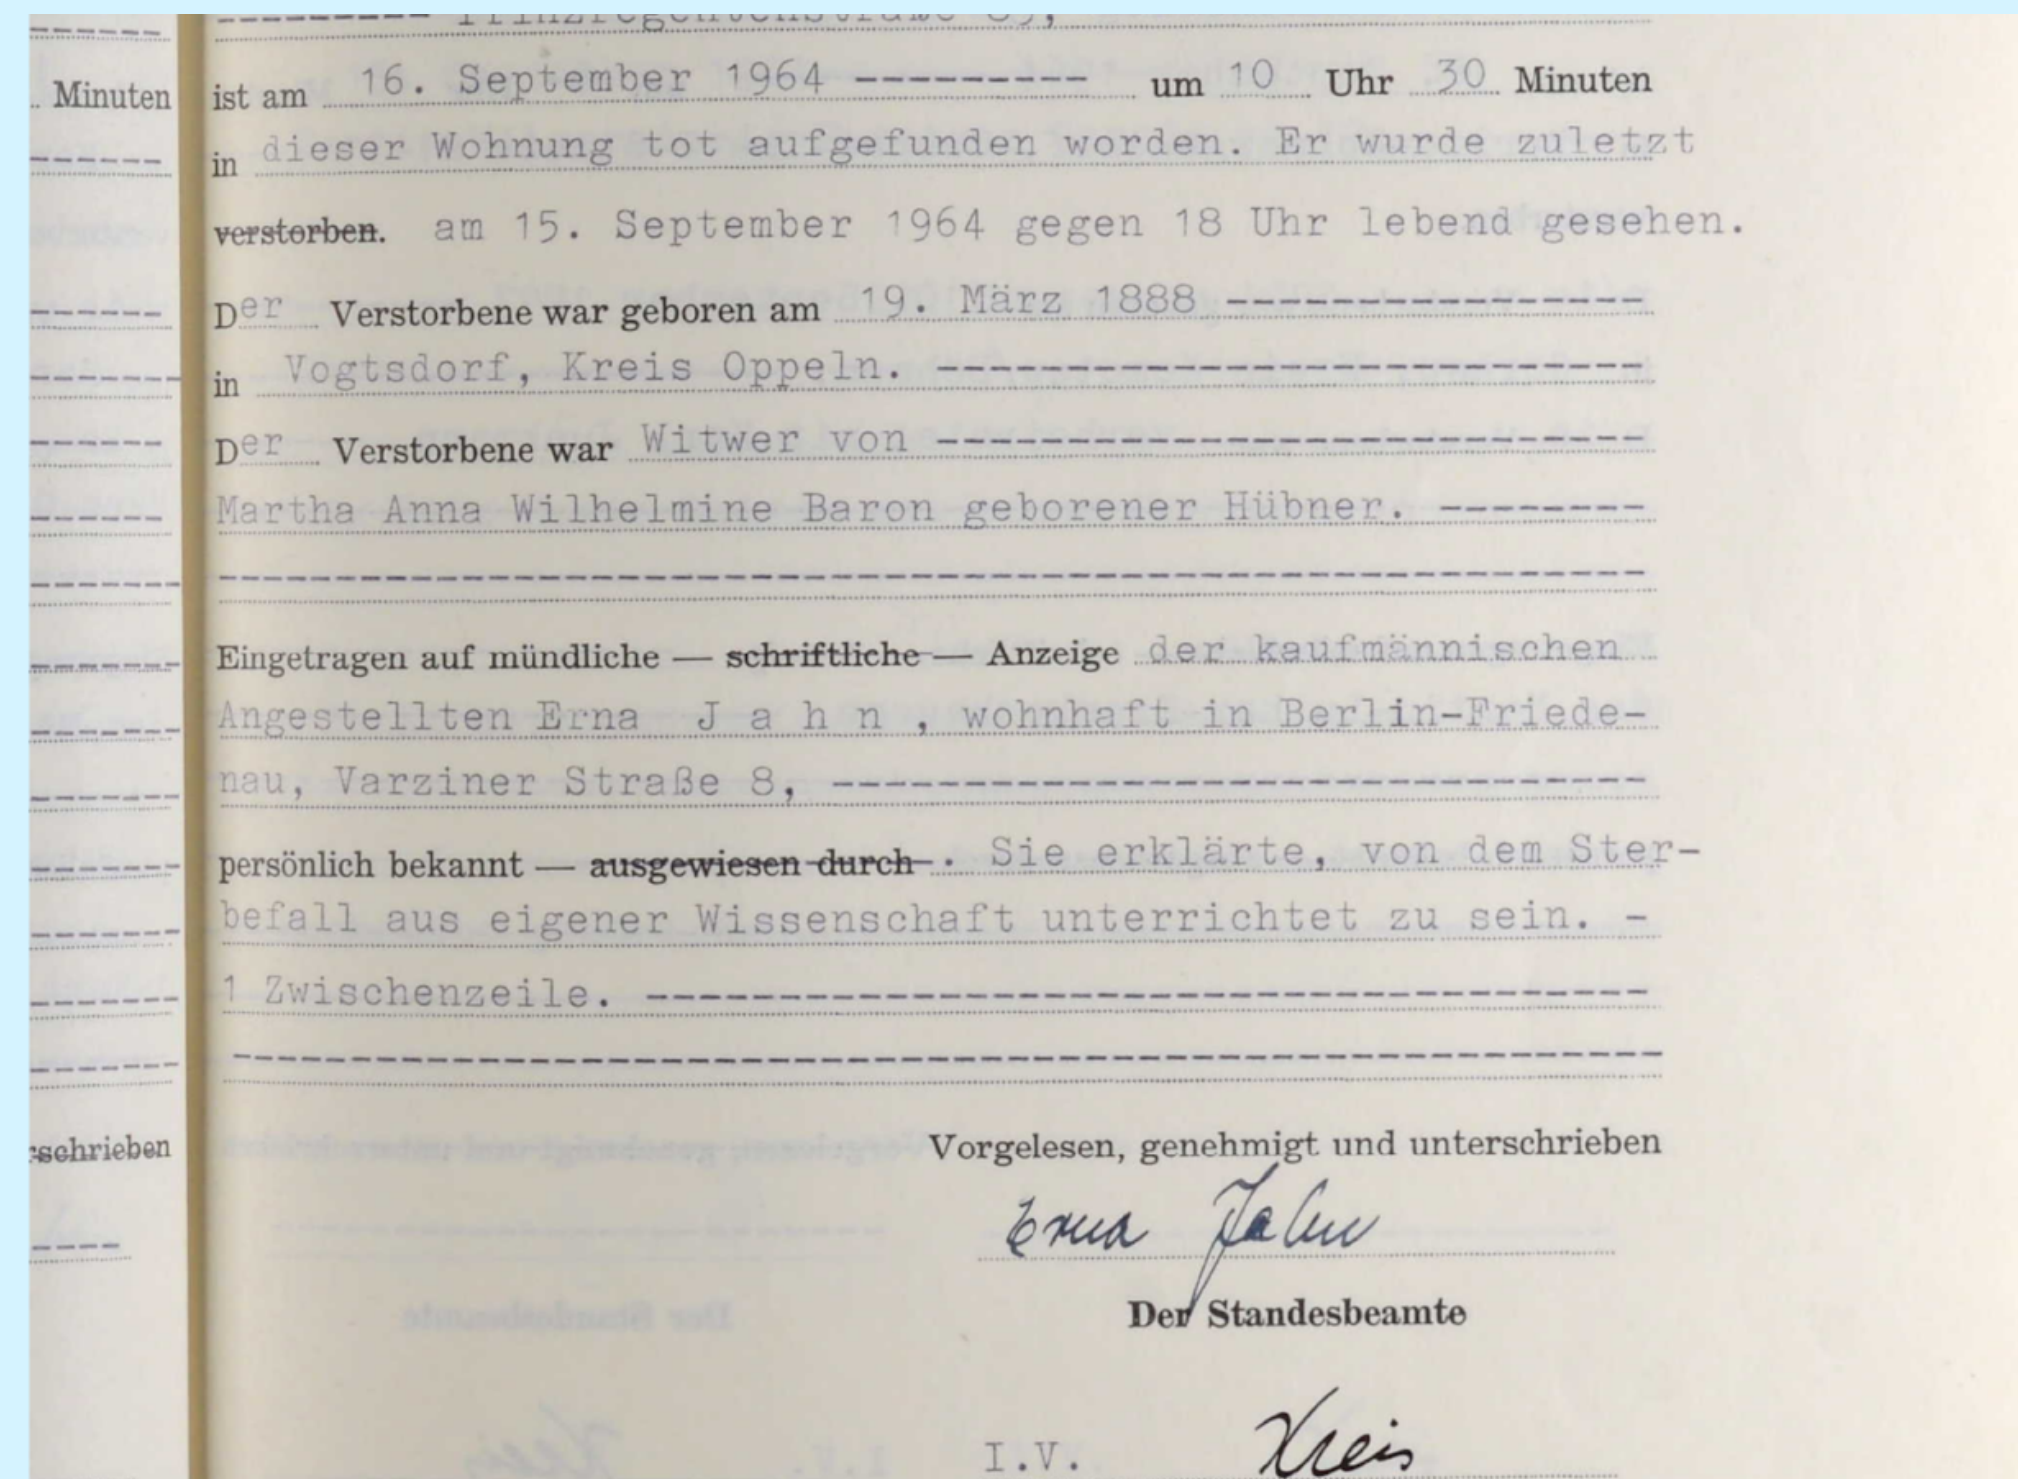 Prinzregentenstraße 85,
Minuten
ist am 16. September 1964 --------- um 10 Uhr 30 Minuten
in dieser Wohnung tot aufgefunden worden. Er wurde zuletzt
verstorben. am 15. September 1964 gegen 18 Uhr lebend gesehen.
Der Verstorbene war geboren am 19. März 1888 ----------------
in Vogtsdorf, Kreis Oppeln. ---------------------------
Der Verstorbene war Witwer von ---------------------------
Martha Anna Wilhelmine Baron geborener Hübner. --------
Eingetragen auf mündliche — schriftliche — Anzeige der kaufmännischen
Angestellten Erna J a h n , wohnhaft in Berlin-Friede-
nau, Varziner Straße 8, -------------------------------
persönlich bekannt — ausgewiesen durch . Sie erklärte, von dem Ster-
befall aus eigener Wissenschaft unterrichtet zu sein. -
1 Zwischenzeile. --------------------------------------
rschrieben
Vorgelesen, genehmigt und unterschrieben
Erna Jahn
Der Standesbeamte
I.V. Kreis